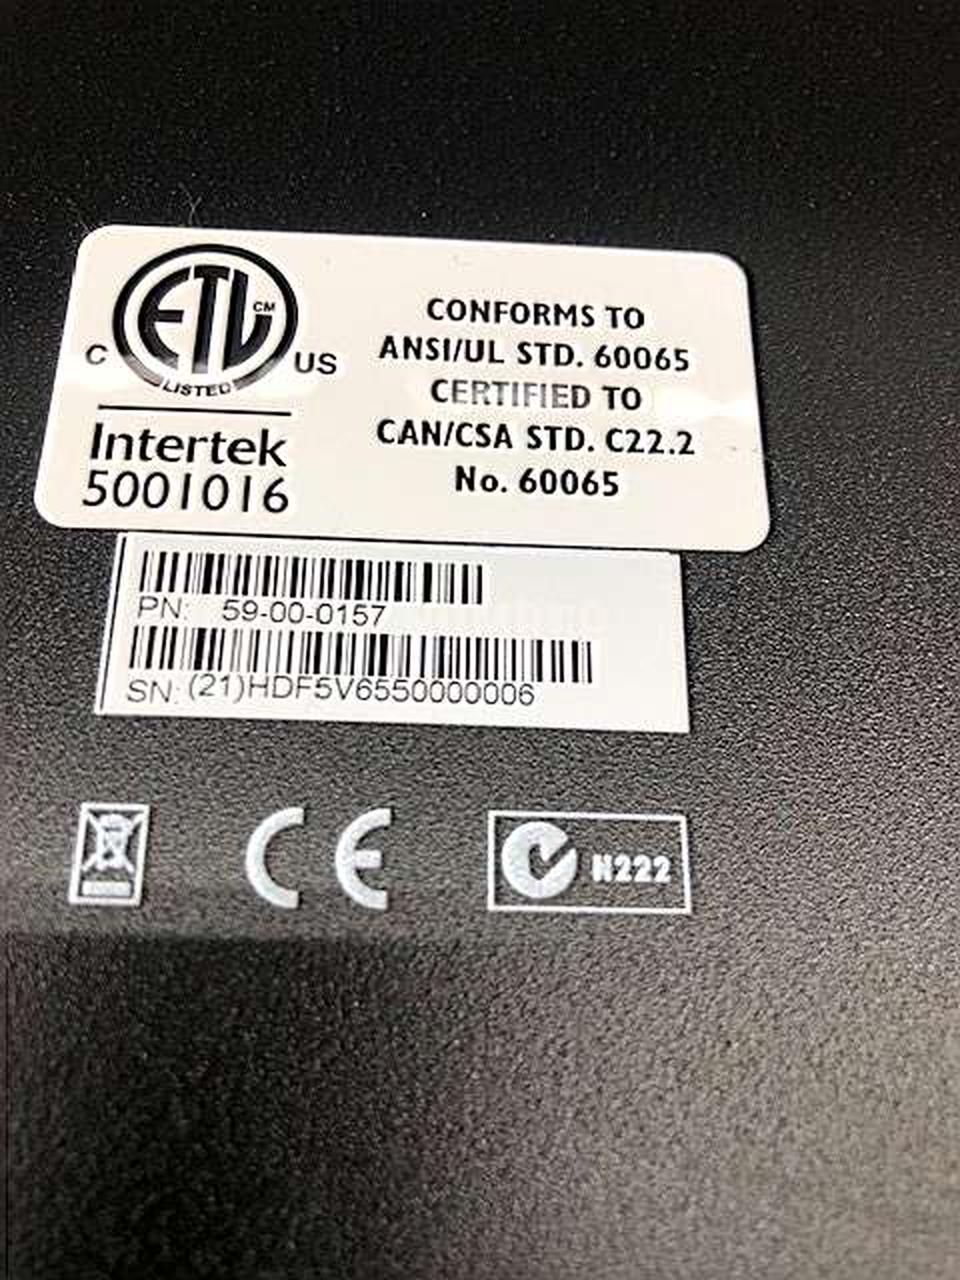 ETL CM
C US
LISTED
Intertek
5001016
CONFORMS TO
ANSI/UL STD. 60065
CERTIFIED TO
CAN/CSA STD. C22.2
No. 60065
PN: 59-00-0157
SN: (21)HDF5V6550000006
CE
N222